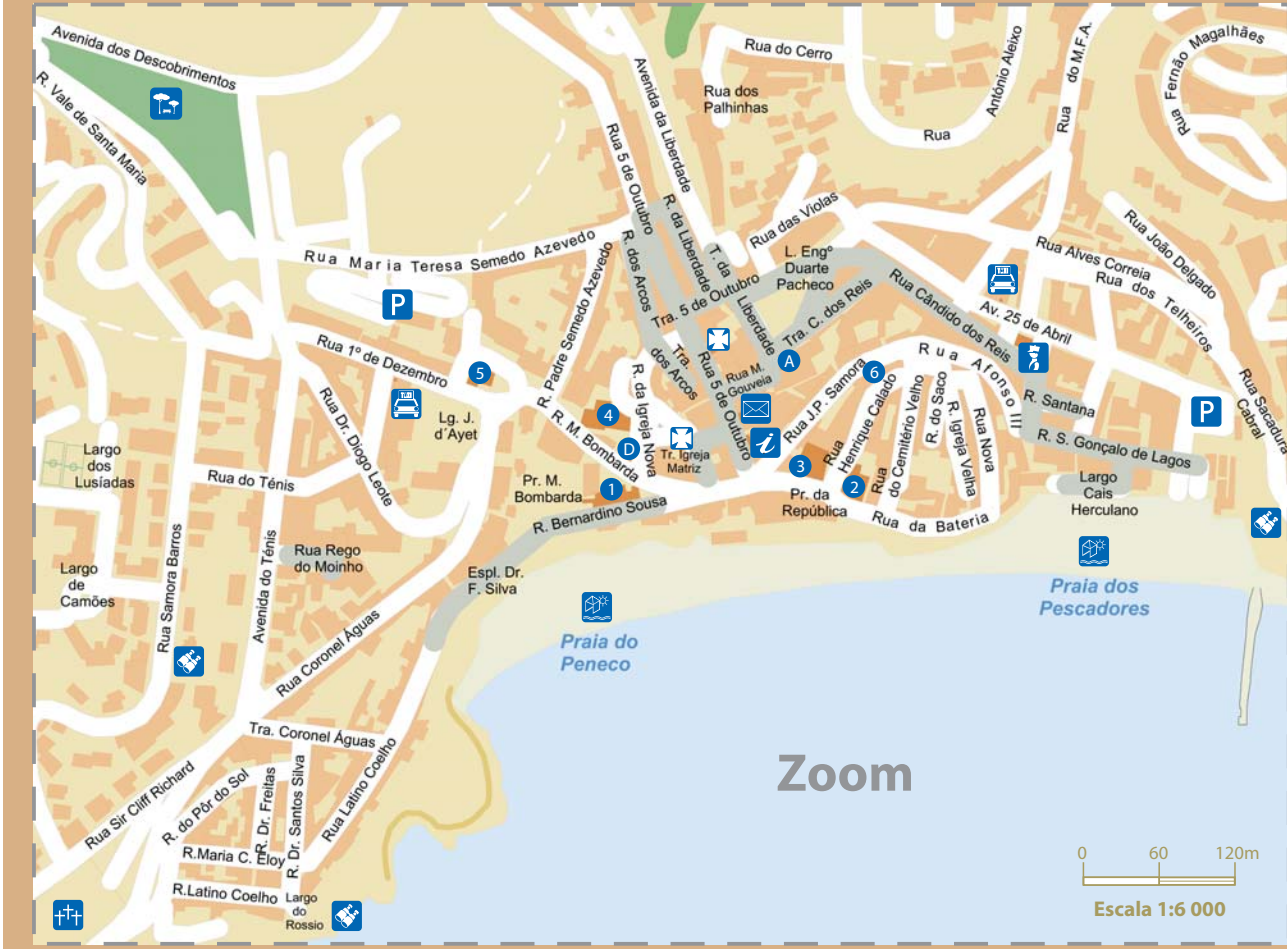 Avenida dos Descobrimentos
R. Vale de Santa Maria
Avenida da Liberdade
Rua do Cerro
António Aleixo
Rua
Rua do M.F.A.
Rua Fernão Magalhães
Rua dos
Palhinhas
Rua 5 de Outubro
R. da Liberdade
R. dos Arcos
Rua das Violas
T. da
Liberdade
L. Engº
Duarte
Pacheco
Tra. 5 de Outubro
Tra. C. dos Reis
Rua Cândido dos Reis
TAXI
Rua Alves Correia
Rua João Delgado
Rua dos Telheiros
Av. 25 de Abril
Rua Sacadura
Cabral
Rua Maria Teresa Semedo Azevedo
R. Padre Semedo Azevedo
P
Rua 1º de Dezembro
5
TAXI
Lg. J.
d´Ayet
Rua Dr. Diogo Leote
Tra.
dos Arcos
Rua 5 de Outubro
Rua M.
Gouveia
A
Rua J.P. Samora
6
Rua Afonso III
R. da Igreja Nova
4
D
R. M. Bombarda
Tr. Igreja
Matriz
i
3
Rua
Henrique Calado
2
Rua
do Cemitério Velho
R. do Saco
R. Igreja Velha
Rua Nova
R. Santana
P
R. S. Gonçalo de Lagos
Largo
Cais
Herculano
Largo
dos
Lusíadas
Rua do Ténis
Pr. M.
Bombarda
1
R. Bernardino Sousa
Pr. da
República
Rua da Bateria
Rua Rego
do Moinho
Largo
de
Camões
Rua Samora Barros
Avenida do Ténis
Espl. Dr.
F. Silva
Praia do
Peneco
Praia dos
Pescadores
Rua Coronel Águas
Tra. Coronel Águas
Rua Sir Cliff Richard
R. do Pôr do Sol
R. Dr. Freitas
R. Dr. Santos Silva
Rua Latino Coelho
R.Maria C. Eloy
R.Latino Coelho
Largo
do
Rossio
Zoom
0 60 120m
Escala 1:6 000